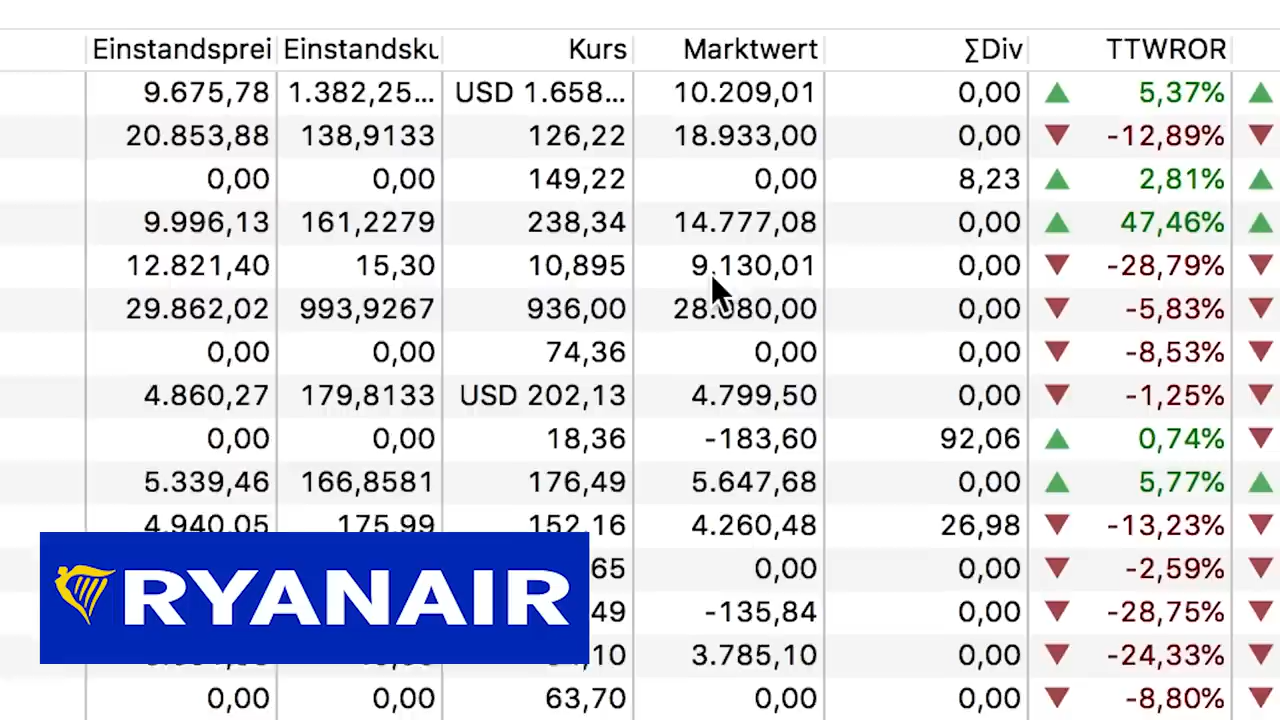 Einstandsprei Einstandsku Kurs Marktwert ∑Div TTWROR
9.675,78 1.382,25... USD 1.658... 10.209,01 0,00 5,37%
20.853,88 138,9133 126,22 18.933,00 0,00 -12,89%
0,00 0,00 149,22 0,00 8,23 2,81%
9.996,13 161,2279 238,34 14.777,08 0,00 47,46%
12.821,40 15,30 10,895 9.130,01 0,00 -28,79%
29.862,02 993,9267 936,00 28.080,00 0,00 -5,83%
0,00 0,00 74,36 0,00 0,00 -8,53%
4.860,27 179,8133 USD 202,13 4.799,50 0,00 -1,25%
0,00 0,00 18,36 -183,60 92,06 0,74%
5.339,46 166,8581 176,49 5.647,68 0,00 5,77%
4.940,05 175,99 152,16 4.260,48 26,98 -13,23%
65 0,00 0,00 -2,59%
RYANAIR
49 -135,84 0,00 -28,75%
,10 3.785,10 0,00 -24,33%
0,00 0,00 63,70 0,00 0,00 -8,80%